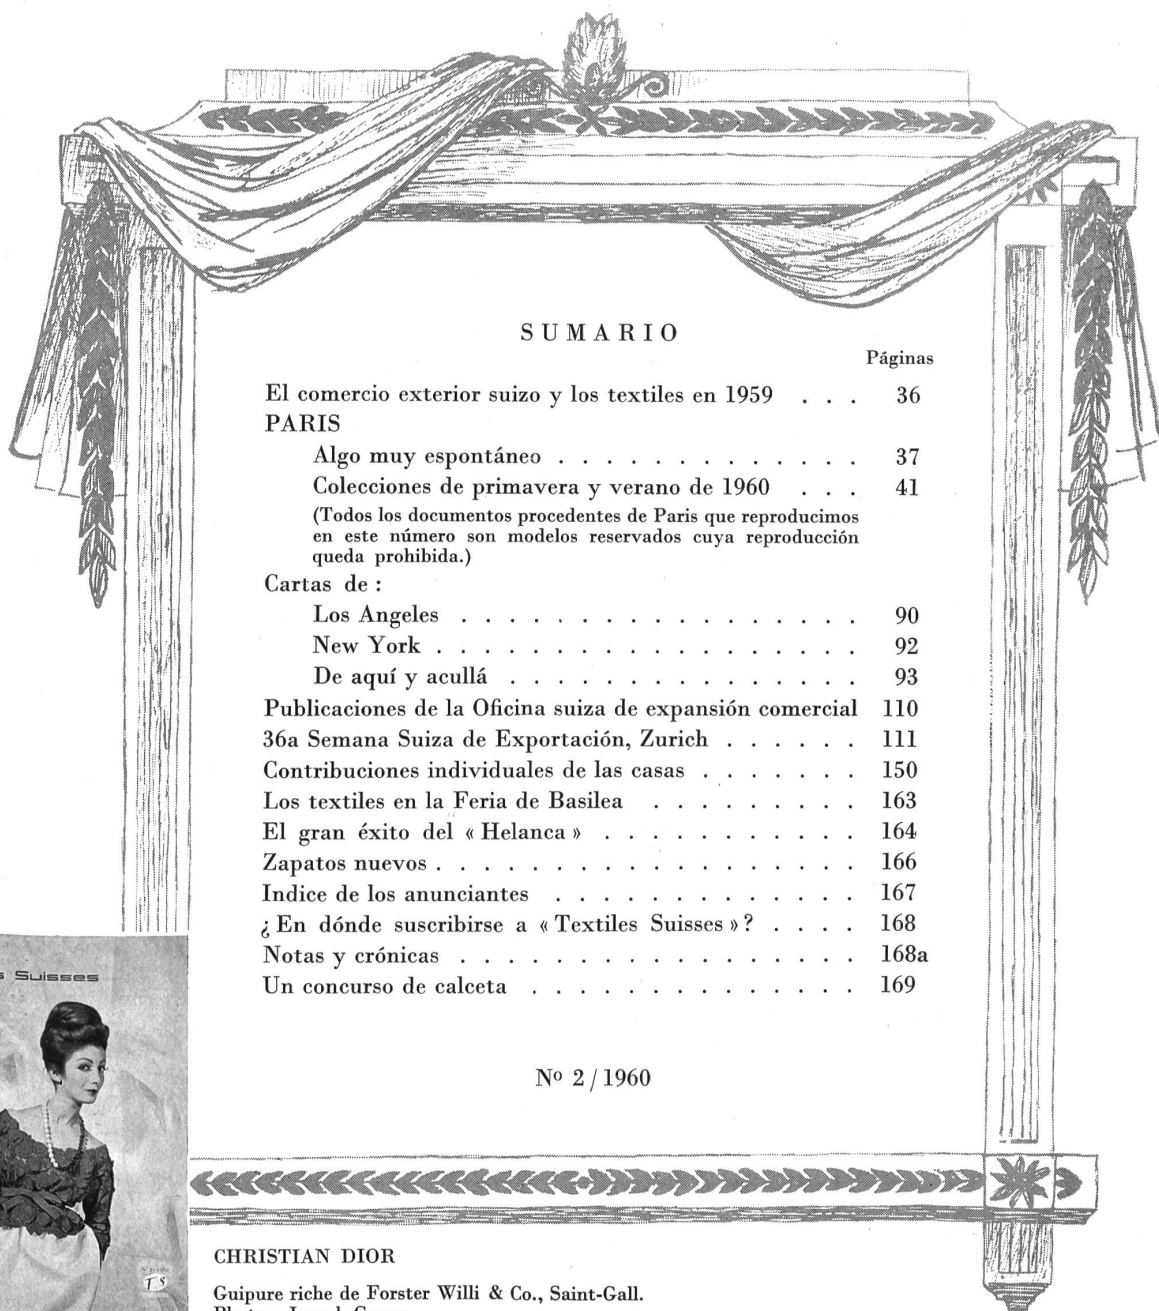 SUMARIO
Páginas
El comercio exterior suizo y los textiles en 1959 . . . 36
PARIS
Algo muy espontáneo . . . . . . . . . . . . . 37
Colecciones de primavera y verano de 1960 . . . 41
(Todos los documentos procedentes de Paris que reproducimos
en este número son modelos reservados cuya reproducción
queda prohibida.)
Cartas de :
Los Angeles . . . . . . . . . . . . . . . . . 90
New York . . . . . . . . . . . . . . . . . . 92
De aquí y acullá . . . . . . . . . . . . . . . 93
Publicaciones de la Oficina suiza de expansión comercial 110
36a Semana Suiza de Exportación, Zurich . . . . . . 111
Contribuciones individuales de las casas . . . . . . . 150
Los textiles en la Feria de Basilea . . . . . . . . . 163
El gran éxito del « Helanca » . . . . . . . . . . . 164
Zapatos nuevos . . . . . . . . . . . . . . . . . . 166
Indice de los anunciantes . . . . . . . . . . . . . 167
¿ En dónde suscribirse a « Textiles Suisses » ? . . . . 168
Notas y crónicas . . . . . . . . . . . . . . . . . 168a
Un concurso de calceta . . . . . . . . . . . . . . 169
Nº 2 / 1960
Suisses
TS
CHRISTIAN DIOR
Guipure riche de Forster Willi & Co., Saint-Gall.